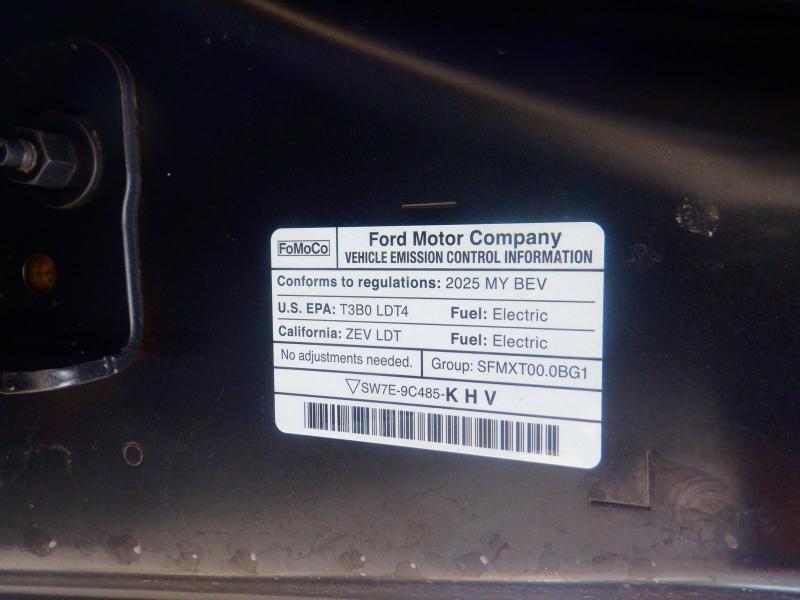 FoMoCo
Ford Motor Company
VEHICLE EMISSION CONTROL INFORMATION
Conforms to regulations: 2025 MY BEV
U.S. EPA: T3B0 LDT4 Fuel: Electric
California: ZEV LDT Fuel: Electric
No adjustments needed. Group: SFMXT00.0BG1
▽SW7E-9C485-K H V